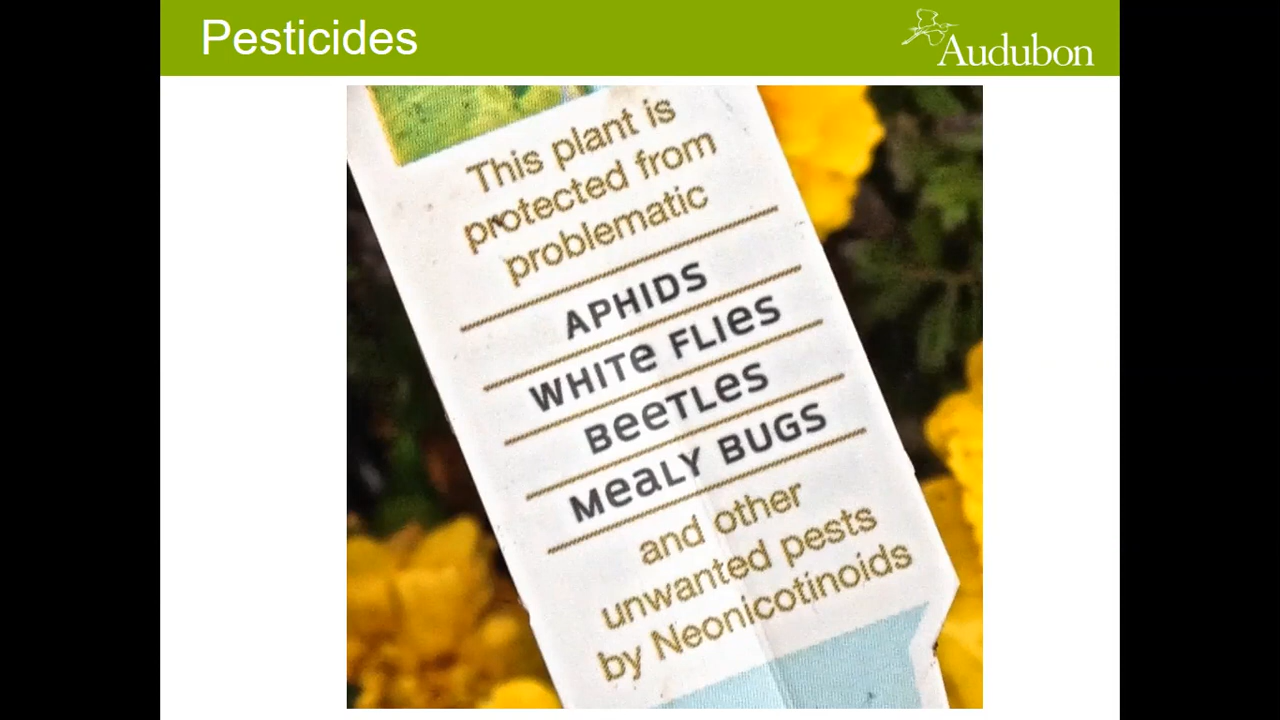 Pesticides
Audubon
This plant is
protected from
problematic
APHIDS
WHITe FLIes
BeeTLes
MeaLY BUGS
and other
unwanted pests
by Neonicotinoids